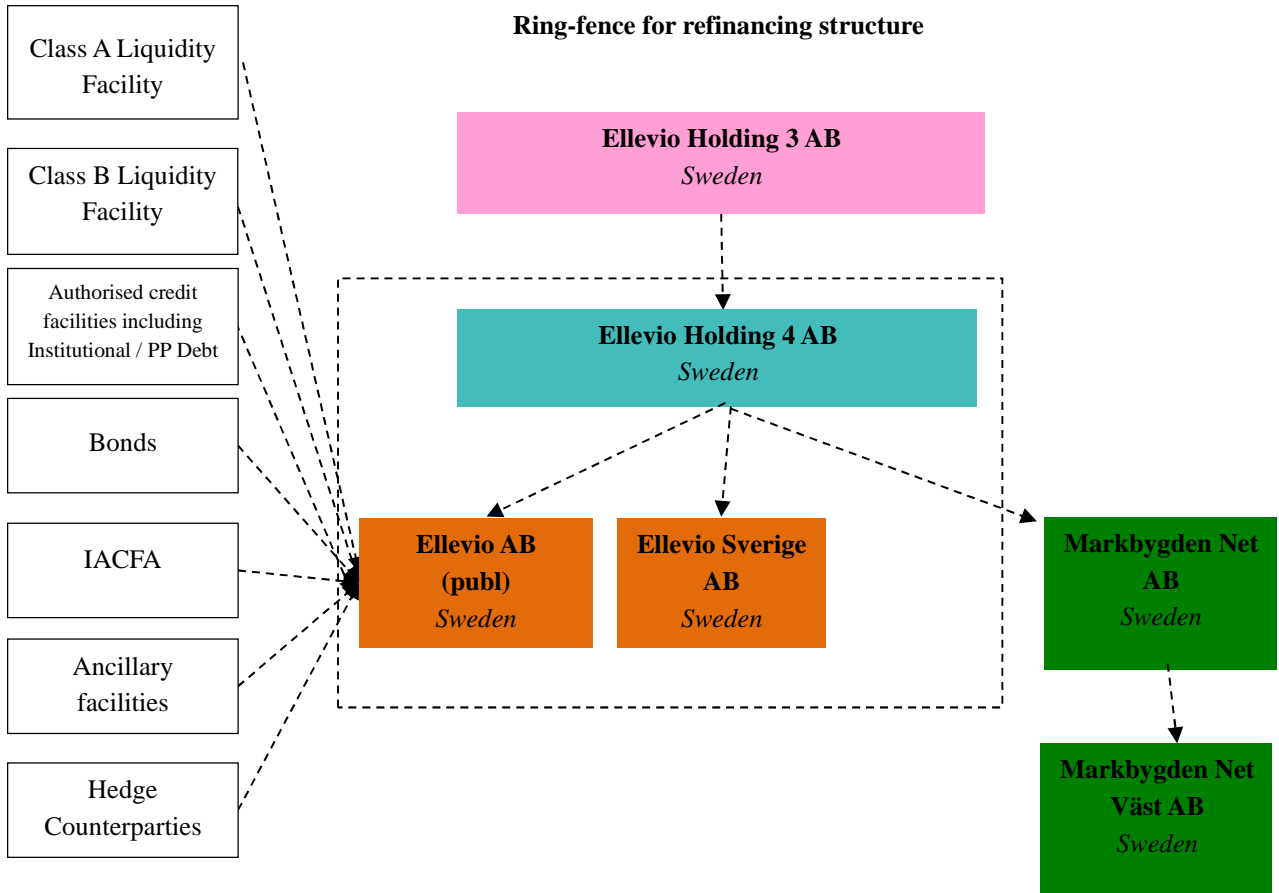 Ring-fence for refinancing structure
Class A Liquidity
Facility
Class B Liquidity
Facility
Authorised credit
facilities including
Institutional / PP Debt
Bonds
IACFA
Ancillary
facilities
Hedge
Counterparties
Ellevio Holding 3 AB
Sweden
Ellevio Holding 4 AB
Sweden
Ellevio AB
(publ)
Sweden
Ellevio Sverige
AB
Sweden
Markbygden Net
AB
Sweden
Markbygden Net
Väst AB
Sweden